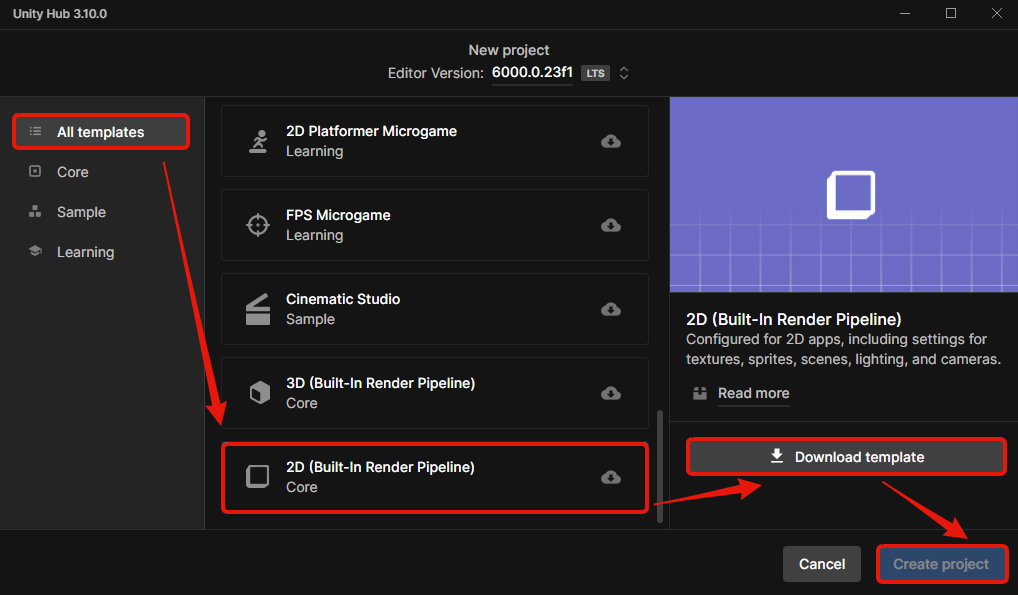 Unity Hub 3.10.0
New project
Editor Version: 6000.0.23f1 LTS
All templates
Core
Sample
Learning
2D Platformer Microgame
Learning
FPS Microgame
Learning
Cinematic Studio
Sample
3D (Built-In Render Pipeline)
Core
2D (Built-In Render Pipeline)
Core
2D (Built-In Render Pipeline)
Configured for 2D apps, including settings for
textures, sprites, scenes, lighting, and cameras.
Read more
Download template
Cancel
Create project